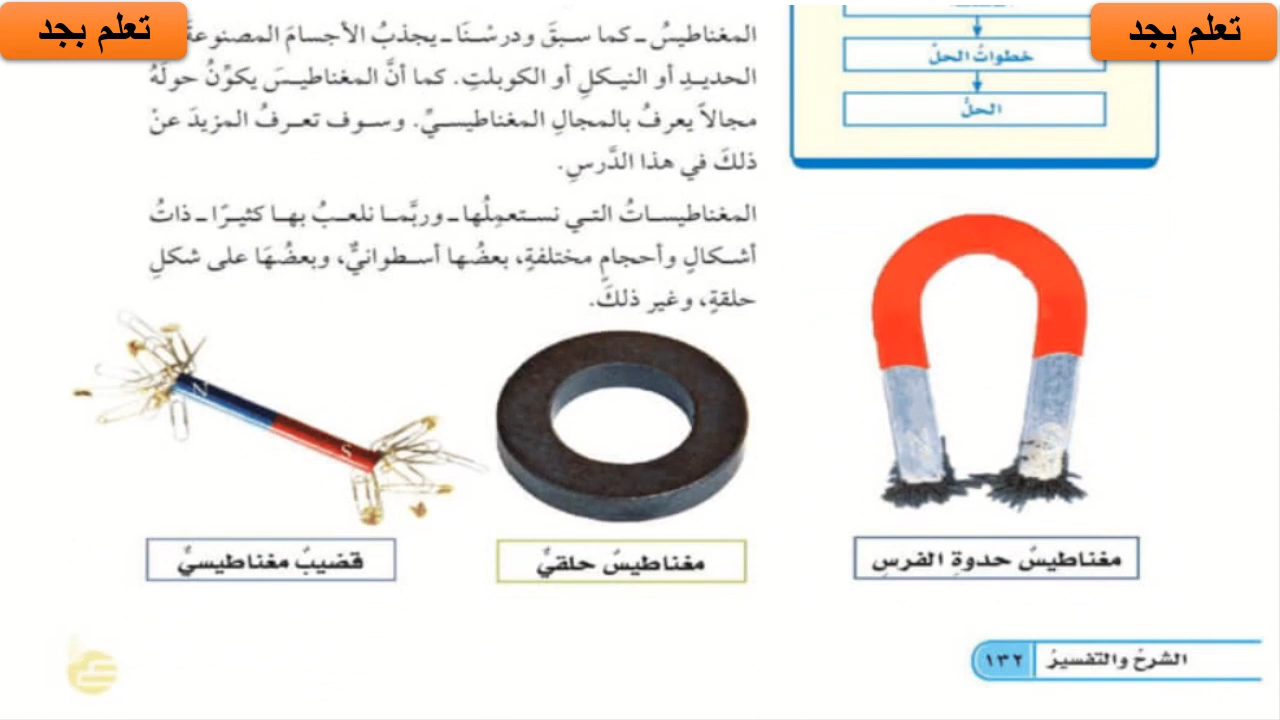 تعلم بجد
تعلم بجد
خطواتُ الحلِّ
الحلُّ
المغناطيسُ ـ كما سبقَ ودرسْنَا ـ يجذبُ الأجسامَ المصنوعةَ
الحديدِ أو النيكلِ أو الكوبلتِ. كما أنَّ المغناطيسَ يكوِّنُ حولَهُ
مجالاً يعرفُ بالمجالِ المغناطيسيِّ. وسوف تعرفُ المزيدَ عنْ
ذلكَ في هذا الدَّرسِ.
المغناطيساتُ التي نستعمِلُها ـ وربَّما نلعبُ بها كثيرًا ـ ذاتُ
أشكالٍ وأحجامٍ مختلفةٍ، بعضُها أسطوانيٌّ، وبعضُهَا على شكلِ
حلقةٍ، وغير ذلكَ.
N
S
مغناطيسُ حدوةِ الفرسِ
مغناطيسٌ حلقيٌّ
قضيبٌ مغناطيسيٌّ
الشرحُ والتفسيرُ ١٣٢